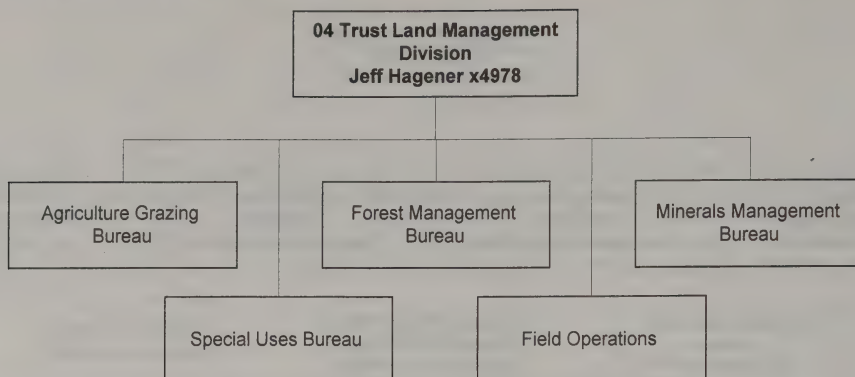 04 Trust Land Management
Division
Jeff Hagener x4978
Agriculture Grazing
Bureau
Forest Management
Bureau
Minerals Management
Bureau
Special Uses Bureau
Field Operations